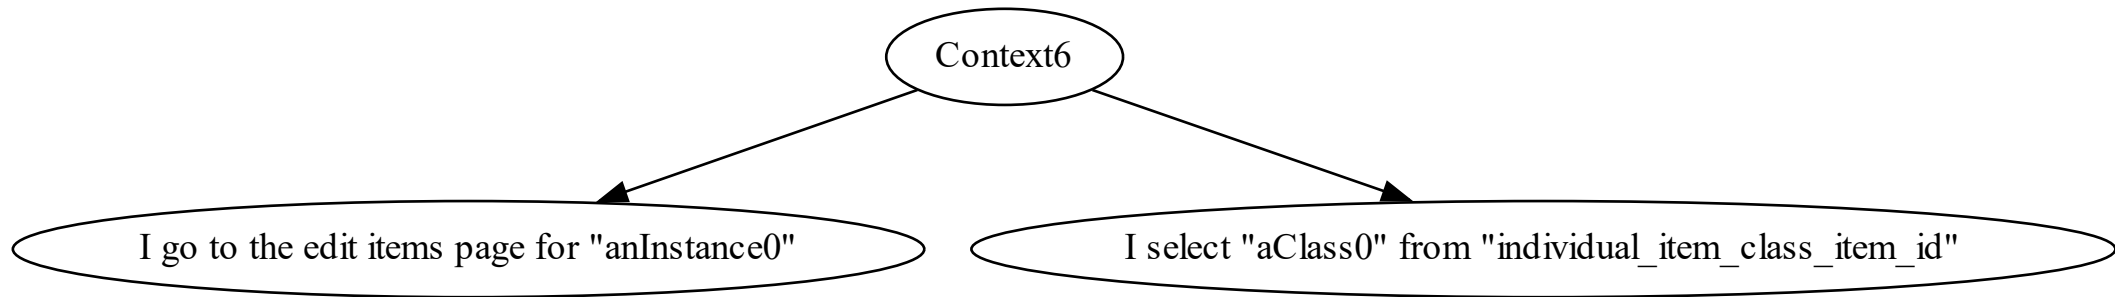 Context6
I go to the edit items page for "anInstance0"
I select "aClass0" from "individual_item_class_item_id"